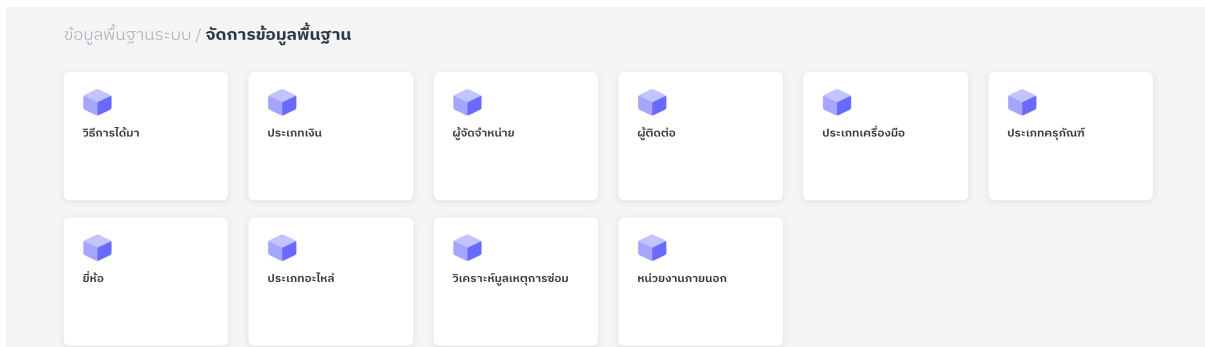 ข้อมูลพื้นฐานระบบ / จัดการข้อมูลพื้นฐาน
วิธีการได้มา
ประเภทเงิน
ผู้จัดจำหน่าย
ผู้ติดต่อ
ประเภทเครื่องมือ
ประเภทครุภัณฑ์
ยี่ห้อ
ประเภทอะไหล่
วิเคราะห์มูลเหตุการซ่อม
หน่วยงานภายนอก